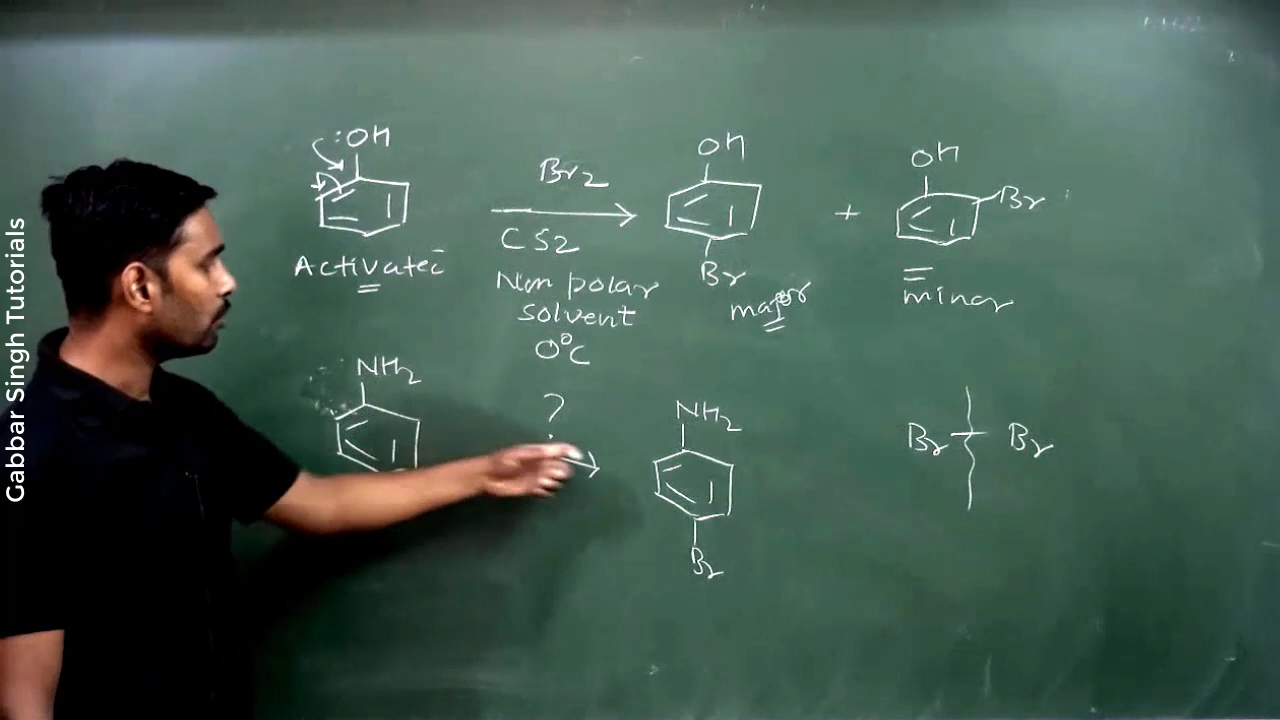 Gabbar Singh Tutorials
:OH
Br2
OH
OH
Br
CS2
+
Activated
Non polar
solvent
0°C
Br
major
minor
NH2
?
NH2
Br
Br
Br